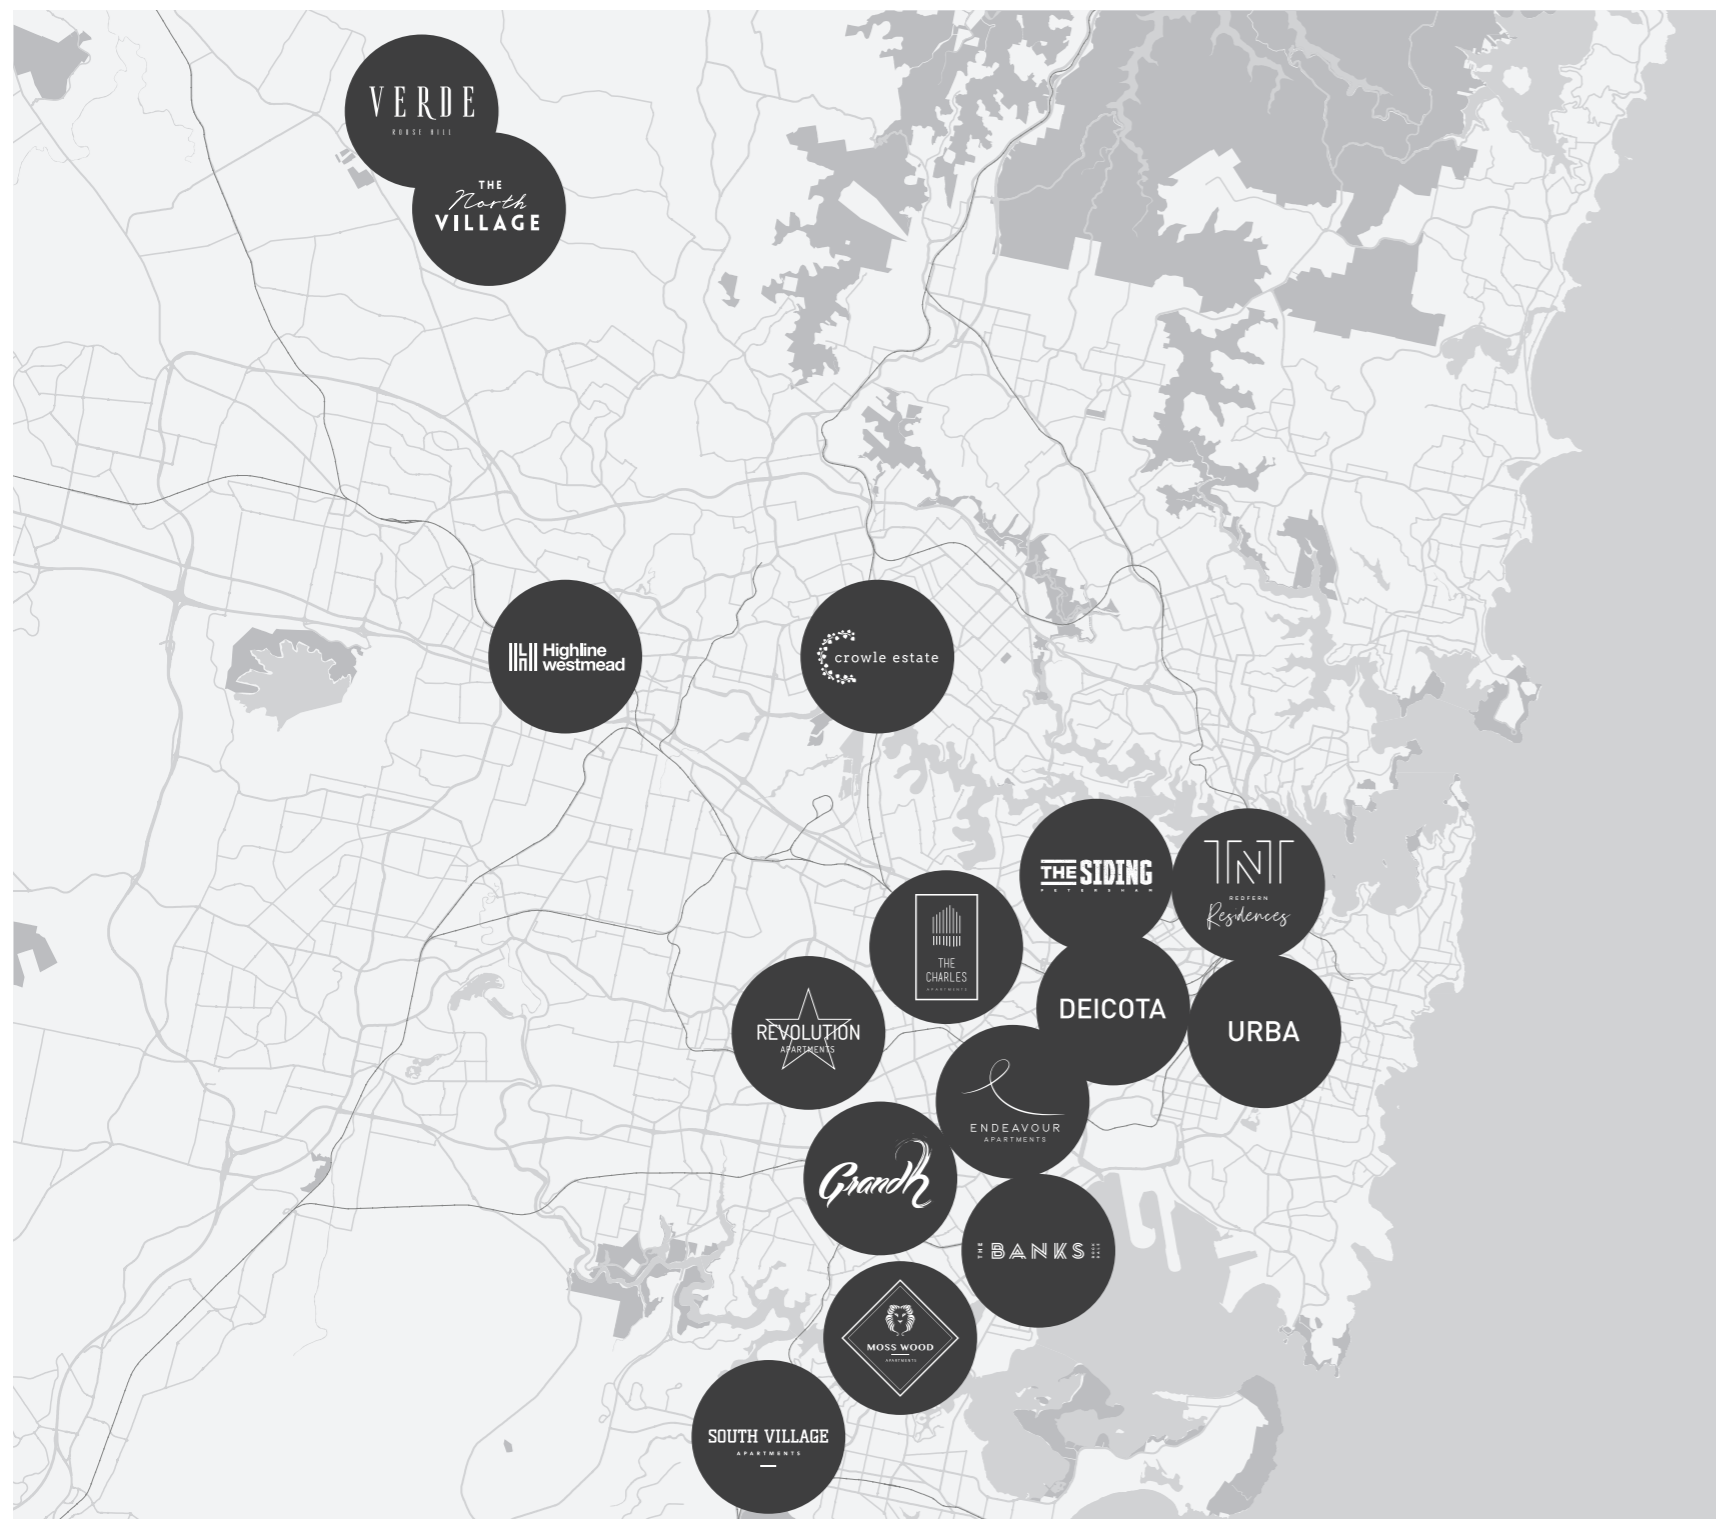 VERDE
ROUSE HILL
THE
North
VILLAGE
Highline
westmead
crowle estate
THE SIDING
PETERSHAM
TNT
REDFERN
Residences
THE
CHARLES
APARTMENTS
REVOLUTION
APARTMENTS
DEICOTA
URBA
ENDEAVOUR
APARTMENTS
Grandh
THE BANKS
MOSS WOOD
APARTMENTS
SOUTH VILLAGE
APARTMENTS